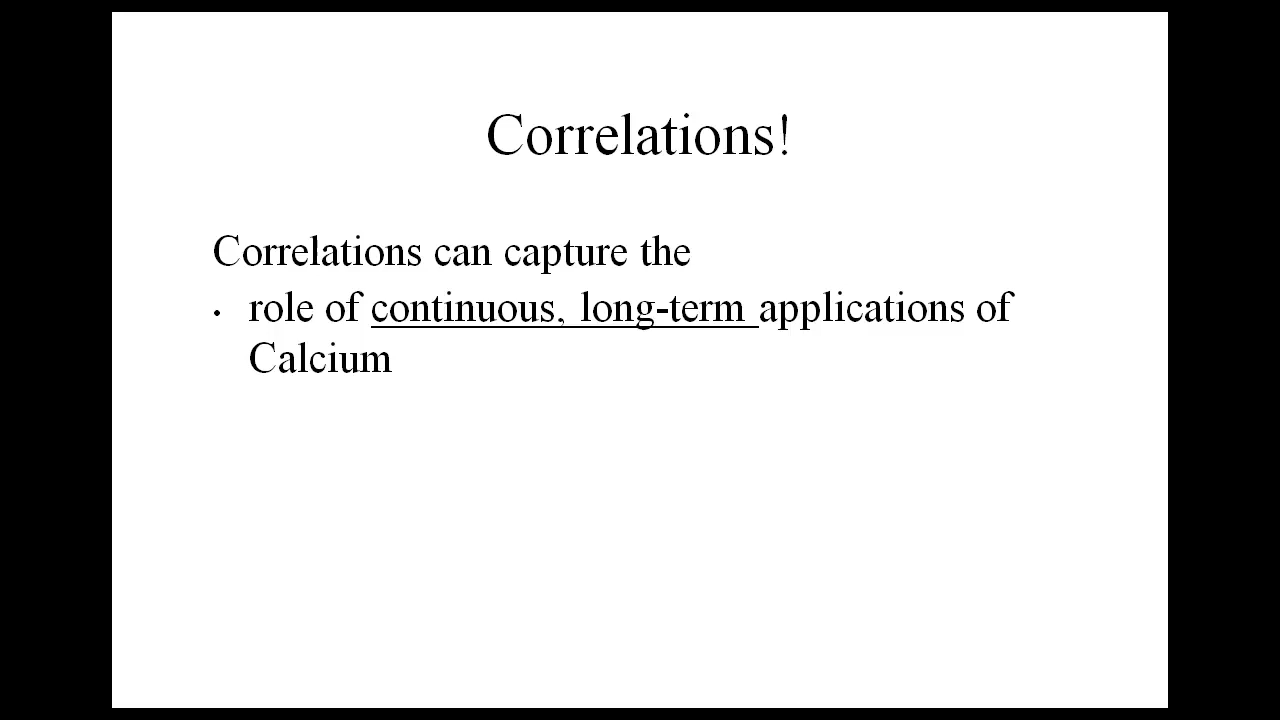 Correlations!
Correlations can capture the
• role of continuous, long-term applications of
Calcium